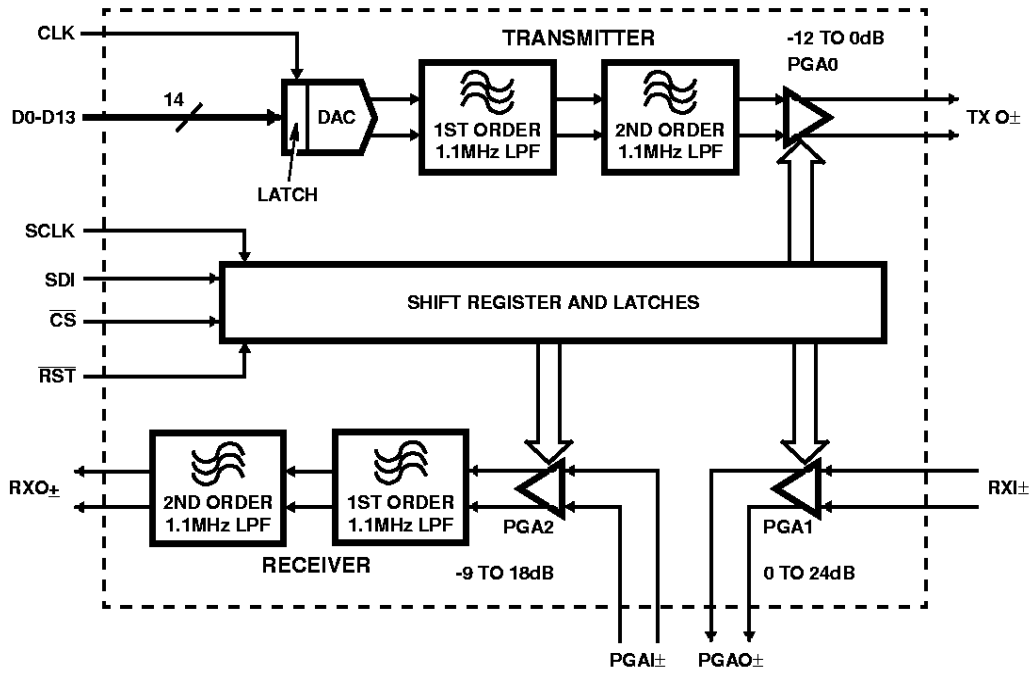 CLK
TRANSMITTER
-12 TO 0dB
PGA0
D0-D13
14
DAC
1ST ORDER
1.1MHz LPF
2ND ORDER
1.1MHz LPF
TX O±
LATCH
SCLK
SDI
CS
RST
SHIFT REGISTER AND LATCHES
RXO±
2ND ORDER
1.1MHz LPF
1ST ORDER
1.1MHz LPF
PGA2
PGA1
RXI±
RECEIVER
-9 TO 18dB
0 TO 24dB
PGAI±
PGAO±